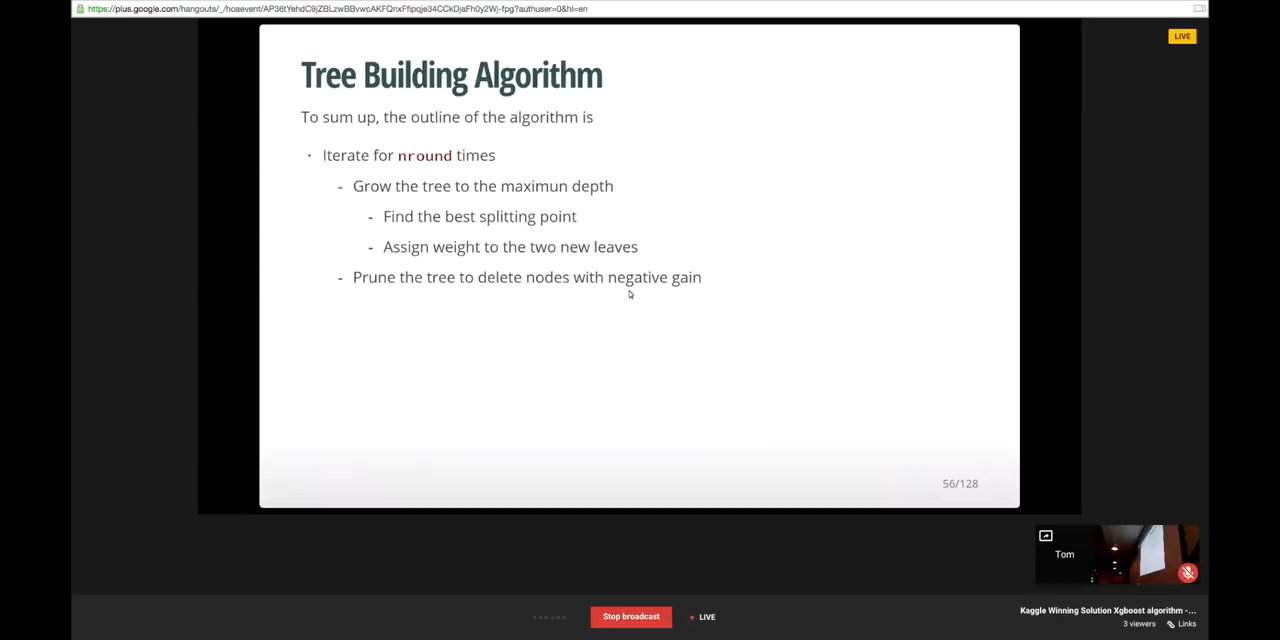 https://plus.google.com/hangouts/_/hoaevent/AP36tYehdC9jZBLzwBBvwcAKFQnxFfipqje34CCkDjaFh0y2Wj-fpg?authuser=0&hl=en
LIVE
Tree Building Algorithm
To sum up, the outline of the algorithm is
· Iterate for nround times
- Grow the tree to the maximun depth
- Find the best splitting point
- Assign weight to the two new leaves
- Prune the tree to delete nodes with negative gain
56/128
Tom
Stop broadcast
LIVE
Kaggle Winning Solution Xgboost algorithm -...
3 viewers
Links